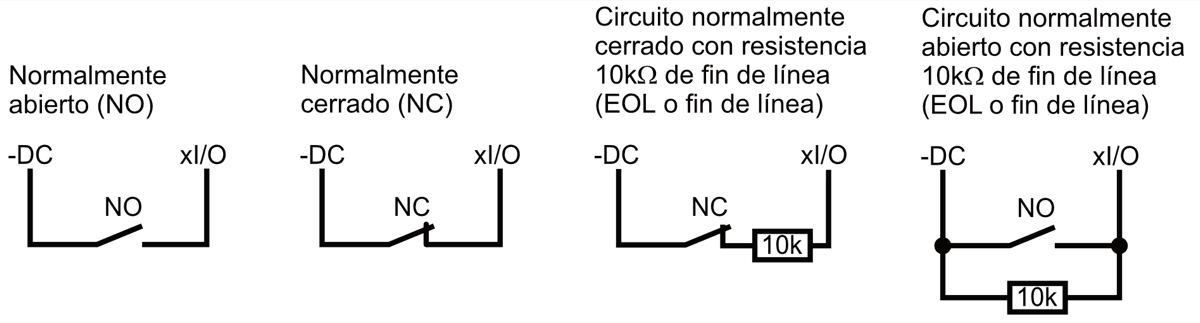 Normalmente
abierto (NO)
-DC
xI/O
NO
Normalmente
cerrado (NC)
-DC
xI/O
NC
Circuito normalmente
cerrado con resistencia
10kΩ de fin de línea
(EOL o fin de línea)
-DC
xI/O
NC
10k
Circuito normalmente
abierto con resistencia
10kΩ de fin de línea
(EOL o fin de línea)
-DC
xI/O
NO
10k